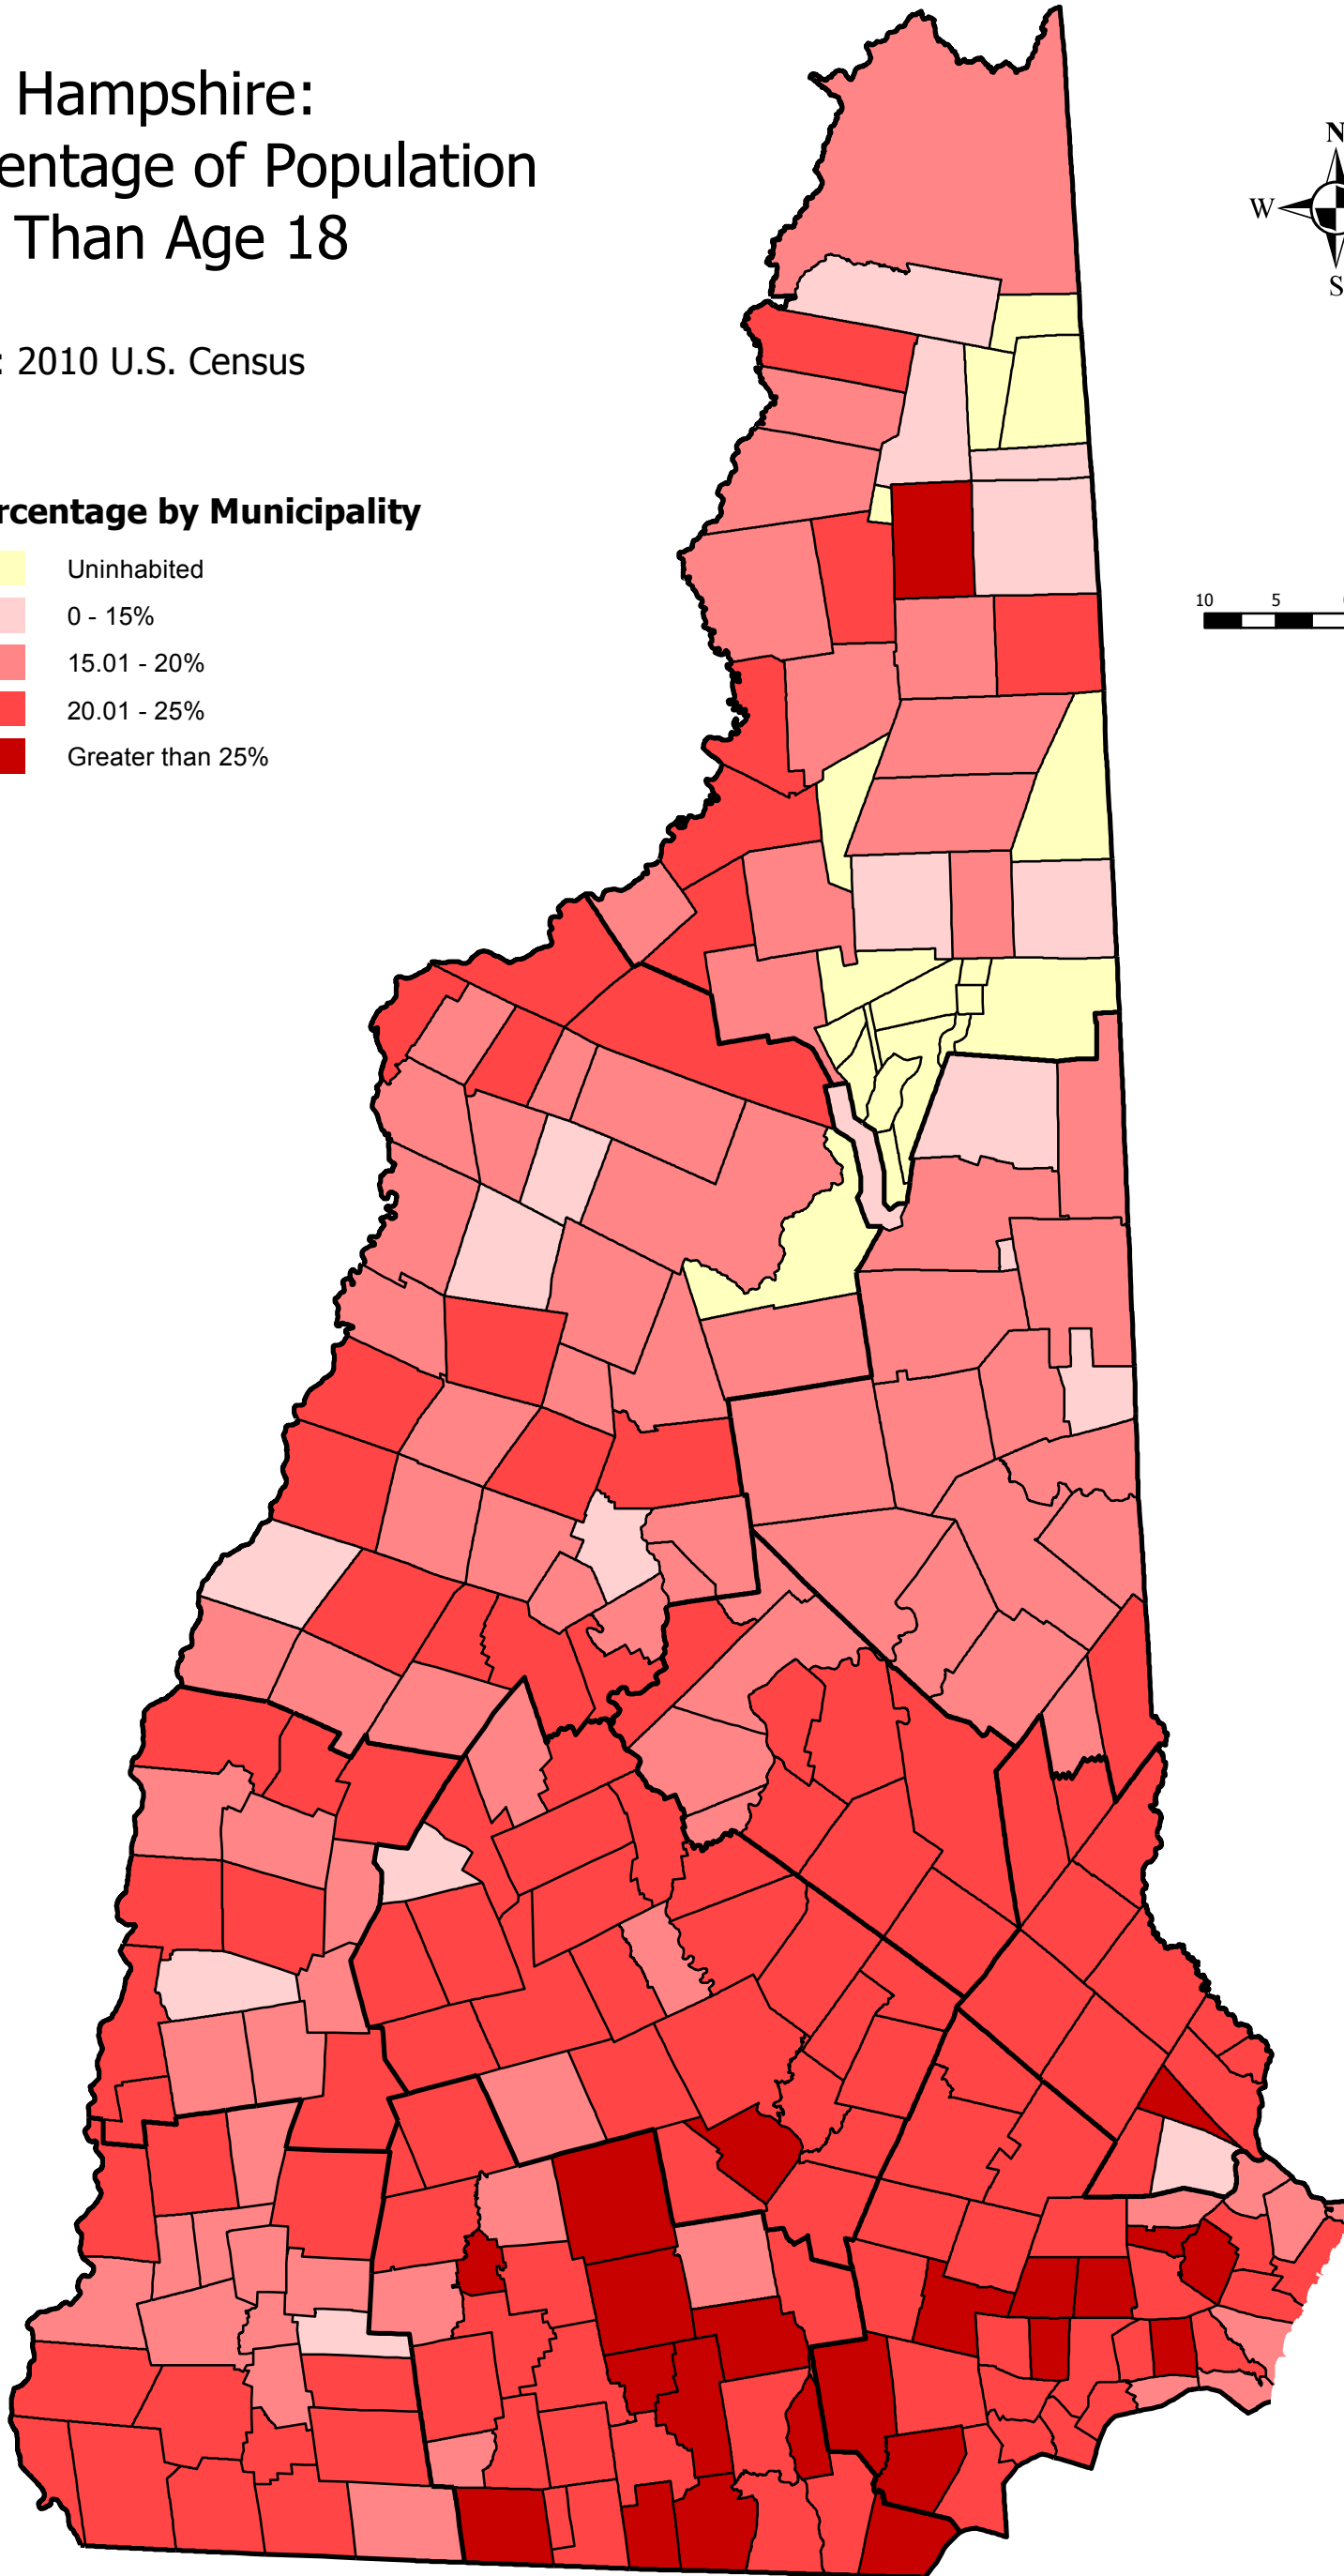 Hampshire:
entage of Population
Than Age 18
: 2010 U.S. Census
rcentage by Municipality
Uninhabited
0 - 15%
15.01 - 20%
20.01 - 25%
Greater than 25%
N
W
S
10 5